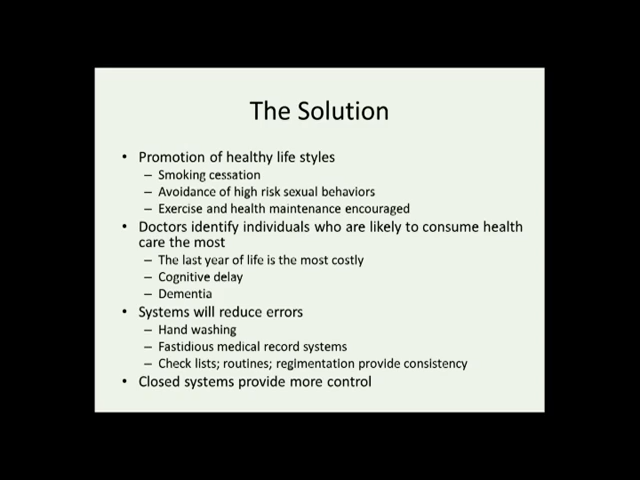 The Solution
• Promotion of healthy life styles
– Smoking cessation
– Avoidance of high risk sexual behaviors
– Exercise and health maintenance encouraged
• Doctors identify individuals who are likely to consume health
care the most
– The last year of life is the most costly
– Cognitive delay
– Dementia
• Systems will reduce errors
– Hand washing
– Fastidious medical record systems
– Check lists; routines; regimentation provide consistency
• Closed systems provide more control